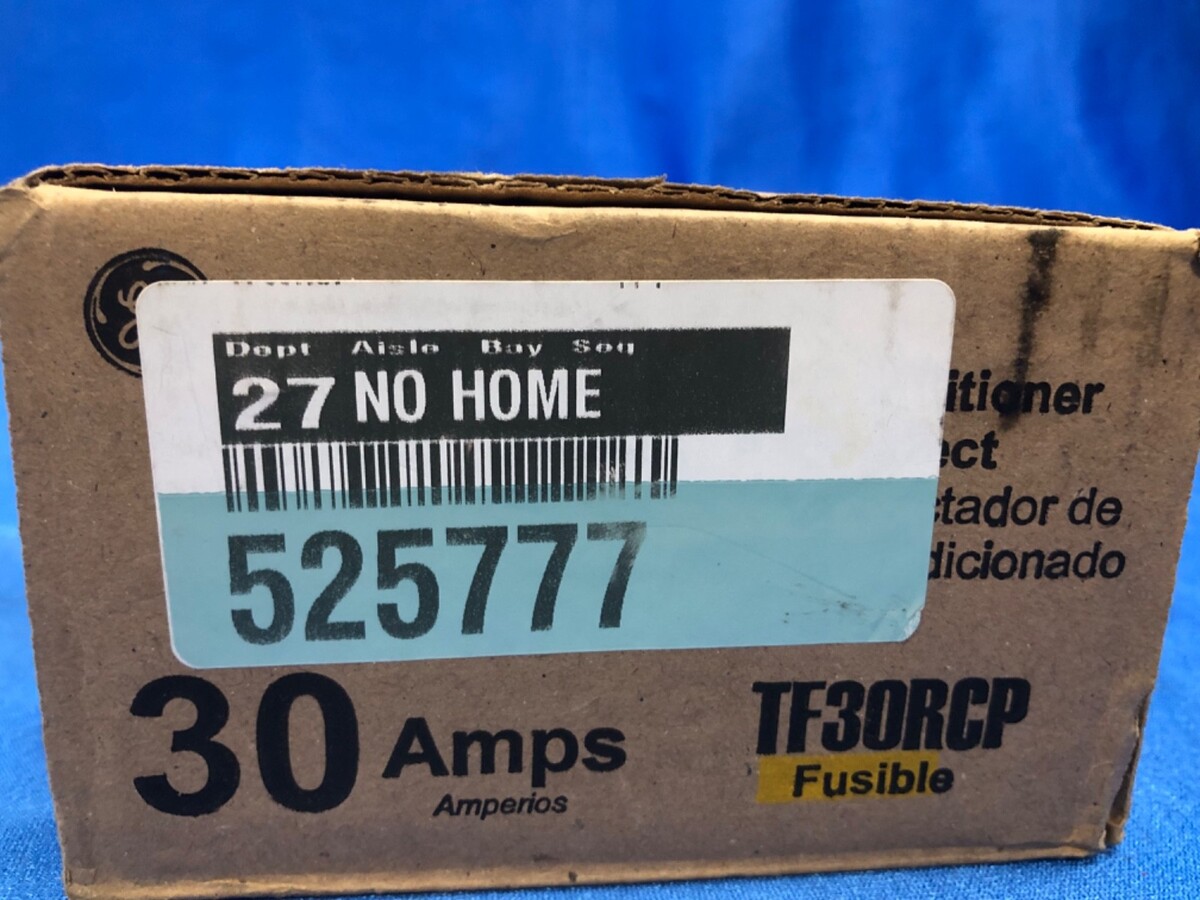 Dept Aisle Bay Seq
27 NO HOME
525777
itioner
ect
ctador de
dicionado
30 Amps
Amperios
TF30RCP
Fusible